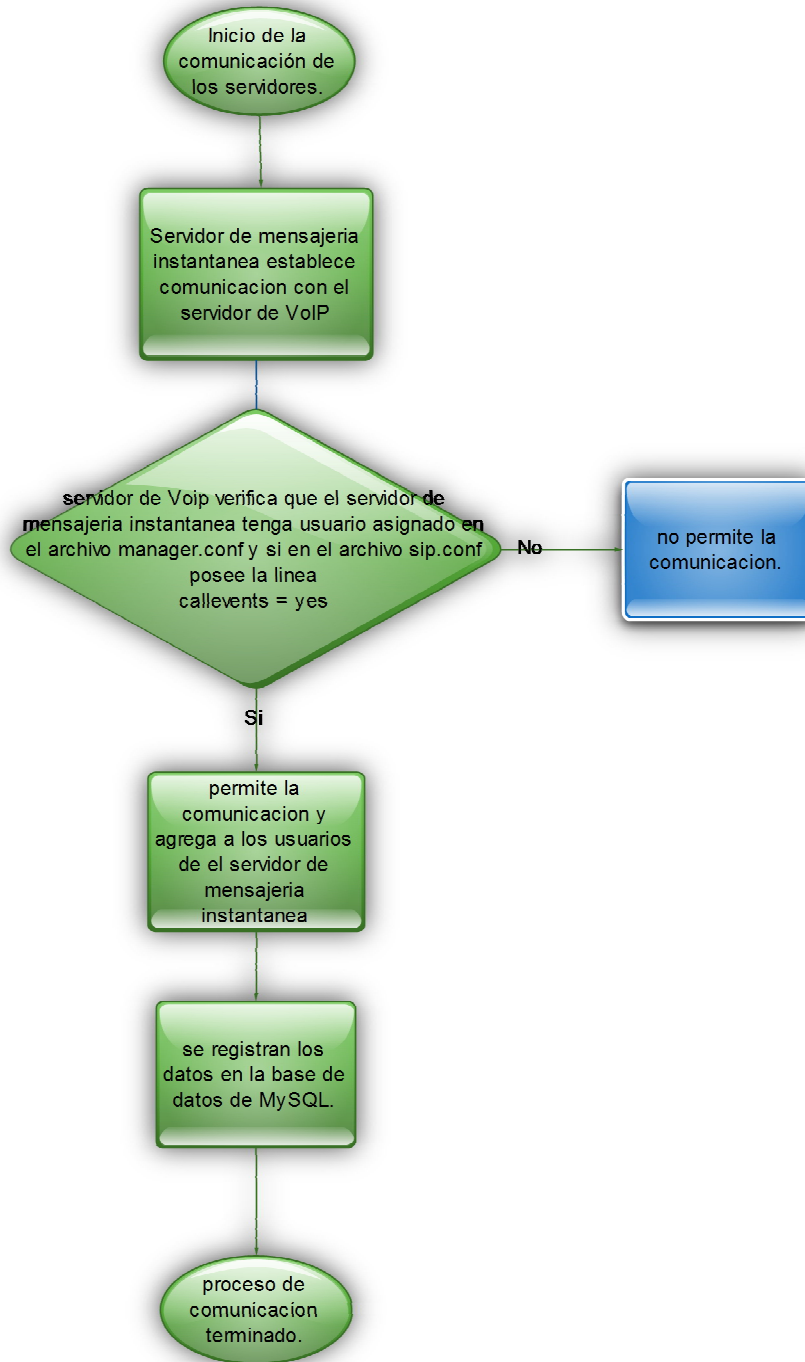 Inicio de la
comunicación de
los servidores.
Servidor de mensajeria
instantanea establece
comunicacion con el
servidor de VoIP
servidor de Voip verifica que el servidor de
mensajeria instantanea tenga usuario asignado en
el archivo manager.conf y si en el archivo sip.conf
posee la linea
callevents = yes
No
no permite la
comunicacion.
Si
permite la
comunicacion y
agrega a los usuarios
de el servidor de
mensajeria
instantanea
se registran los
datos en la base de
datos de MySQL.
proceso de
comunicacion
terminado.